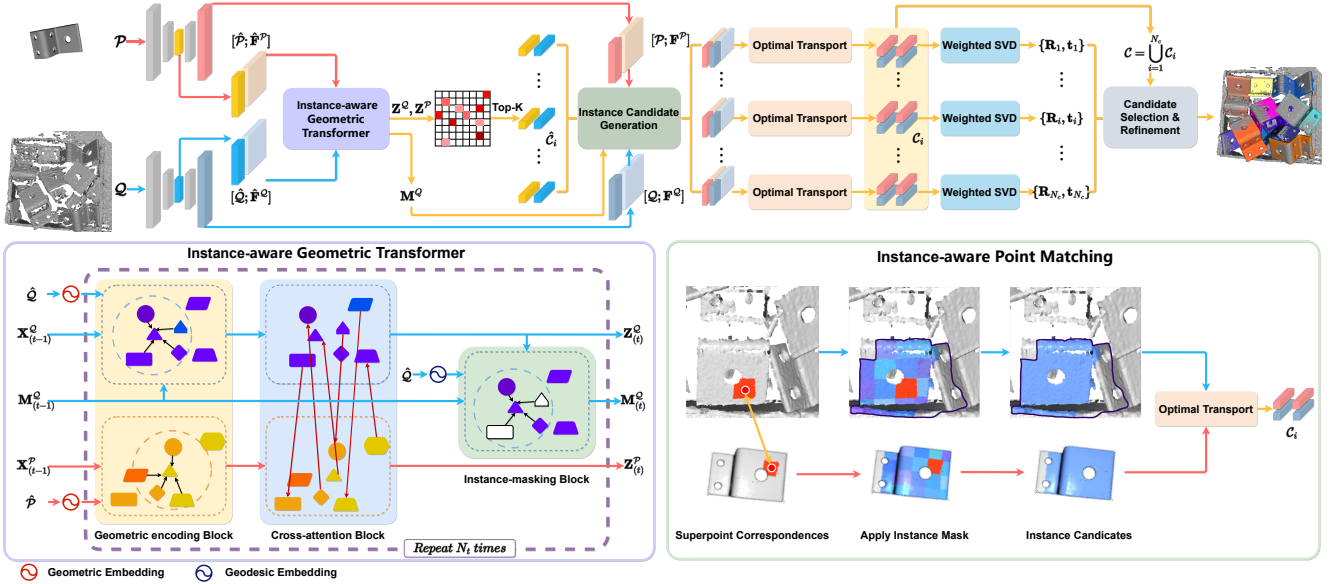 𝒫
[𝒫̂; F̂^𝒫]
Instance-aware
Geometric
Transformer
Z^𝒬, Z^𝒫
Top-K
Ĉ_i
[𝒫; F^𝒫]
Instance Candidate
Generation
Optimal Transport
Weighted SVD
{R_1, t_1}
C = ⋃_{i=1}^{N_c} C_i
Optimal Transport
C_i
Weighted SVD
{R_i, t_i}
Candidate
Selection &
Refinement
𝒬
[𝒬̂; F̂^𝒬]
M^𝒬
[𝒬; F^𝒬]
Optimal Transport
Weighted SVD
{R_{N_c}, t_{N_c}}
Instance-aware Geometric Transformer
𝒬̂
X^𝒬_(t−1)
Z^𝒬_(t)
𝒬̂
M^𝒬_(t−1)
M^𝒬_(t)
X^𝒫_(t−1)
Z^𝒫_(t)
Instance-masking Block
𝒫̂
Geometric encoding Block
Cross-attention Block
Repeat N_t times
Geometric Embedding
Geodesic Embedding
Instance-aware Point Matching
Optimal Transport
C_i
Superpoint Correspondences
Apply Instance Mask
Instance Candicates